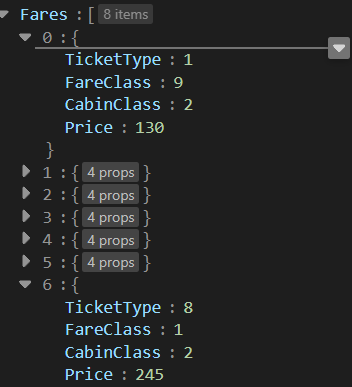 Fares : [ 8 items
0 : {
TicketType : 1
FareClass : 9
CabinClass : 2
Price : 130
}
1 : { 4 props }
2 : { 4 props }
3 : { 4 props }
4 : { 4 props }
5 : { 4 props }
6 : {
TicketType : 8
FareClass : 1
CabinClass : 2
Price : 245